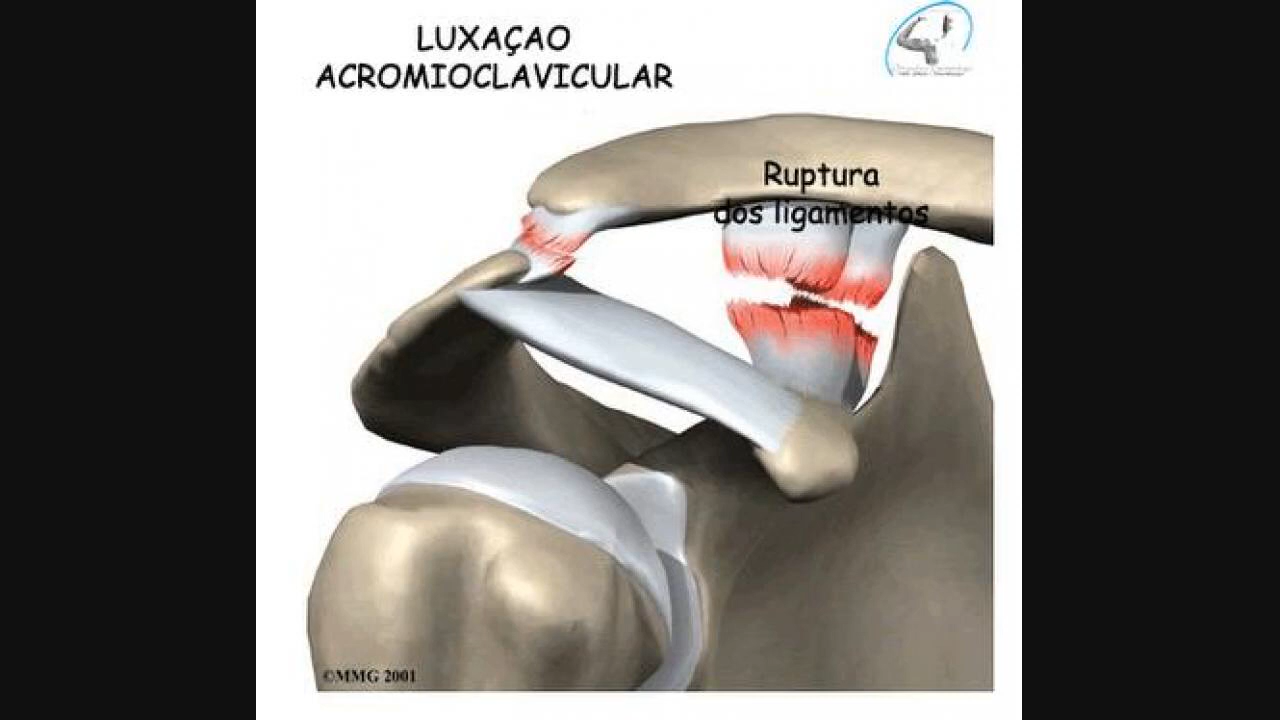 LUXAÇAO
ACROMIOCLAVICULAR
Ruptura
dos ligamentos
©MMG 2001